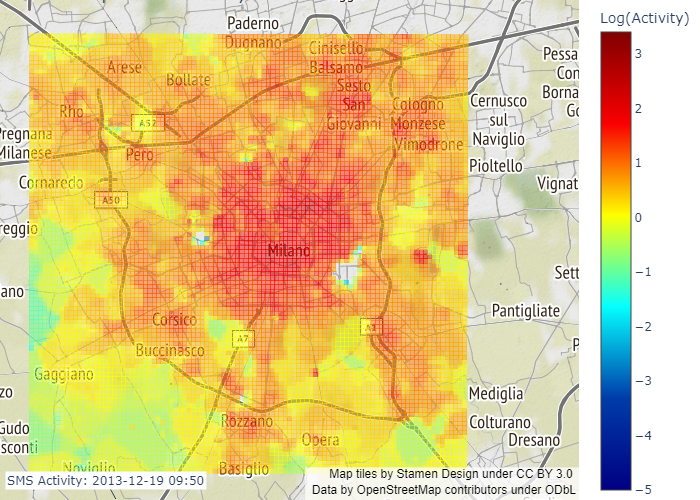 Paderno
Dugnano
Cinisello
Balsamo
Log(Activity)
Arese
Bollate
Sesto
San
Giovanni
Pessa
Con
Borna
Go
Rho
A52
Cologno
Monzese
Cernusco
sul
Naviglio
Pregnana
Milanese
Pero
Vimodrone
Pioltello
Cornaredo
A50
Vignat
reggio
Milano
ano
Sett
Corsico
A7
A1
Pantigliate
P
Buccinasco
Gaggiano
zo
Mediglia
Gudo
sconti
Rozzano
Opera
Colturano
Dresano
Noviglio
Basiglio
3
2
1
0
−1
−2
−3
−4
−5
SMS Activity: 2013-12-19 09:50
Map tiles by Stamen Design under CC BY 3.0
Data by OpenStreetMap contributors under ODbL